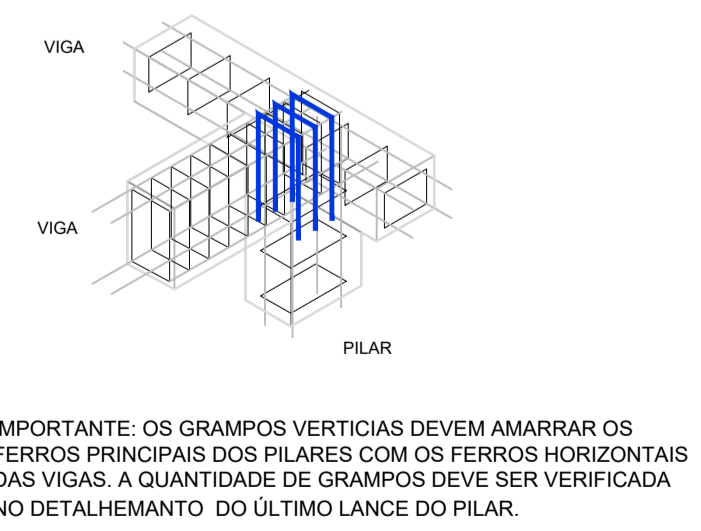 VIGA
VIGA
PILAR
IMPORTANTE: OS GRAMPOS VERTICIAS DEVEM AMARRAR OS
FERROS PRINCIPAIS DOS PILARES COM OS FERROS HORIZONTAIS
DAS VIGAS. A QUANTIDADE DE GRAMPOS DEVE SER VERIFICADA
NO DETALHEMANTO DO ÚLTIMO LANCE DO PILAR.